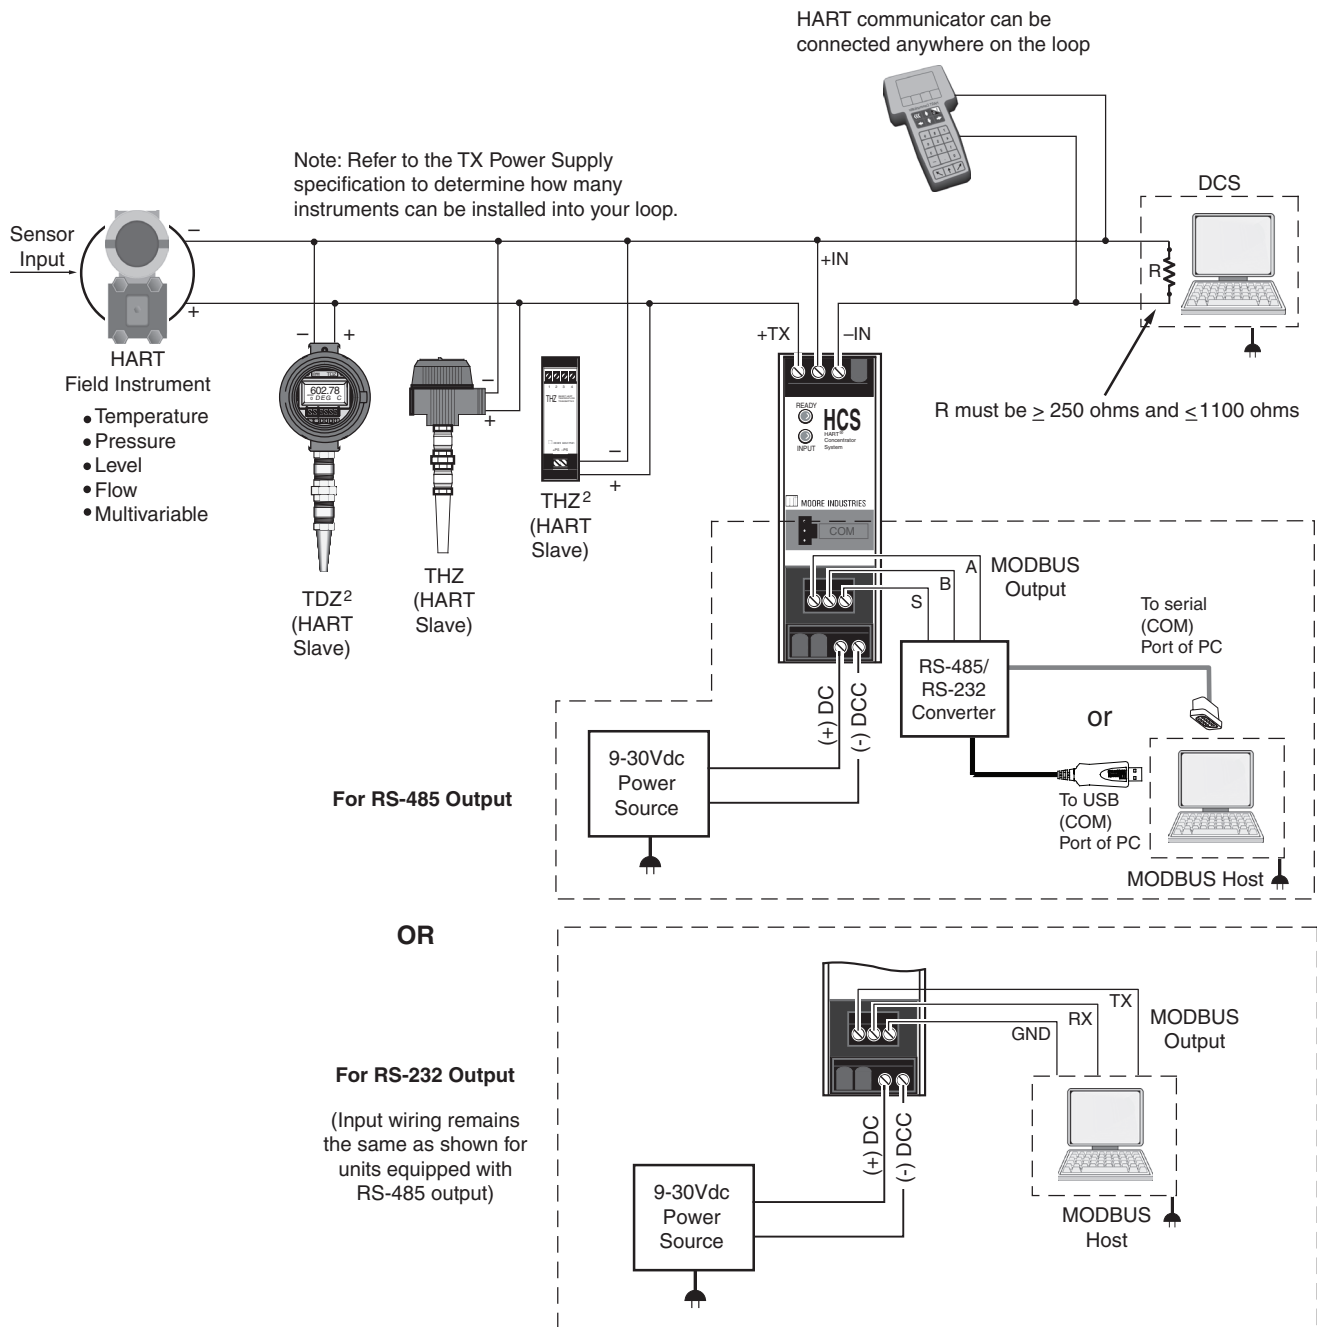 HART communicator can be
connected anywhere on the loop
Note: Refer to the TX Power Supply
specification to determine how many
instruments can be installed into your loop.
DCS
Sensor
Input
–
+
+IN
R
+TX
–IN
HART
Field Instrument
• Temperature
• Pressure
• Level
• Flow
• Multivariable
– +
602.78
DEG C
TDZ²
(HART
Slave)
–
+
THZ
(HART
Slave)
1 2 3 4
THZ
–
+
THZ²
(HART
Slave)
R must be ≥ 250 ohms and ≤ 1100 ohms
READY
INPUT
HCS
HART®
Concentrator
System
MOORE INDUSTRIES
COM
A
B
S
MODBUS
Output
To serial
(COM)
Port of PC
RS-485/
RS-232
Converter
or
(+) DC
(-) DCC
9-30Vdc
Power
Source
For RS-485 Output
To USB
(COM)
Port of PC
MODBUS Host
OR
TX
RX
GND
MODBUS
Output
For RS-232 Output
(Input wiring remains
the same as shown for
units equipped with
RS-485 output)
(+) DC
(-) DCC
9-30Vdc
Power
Source
MODBUS
Host